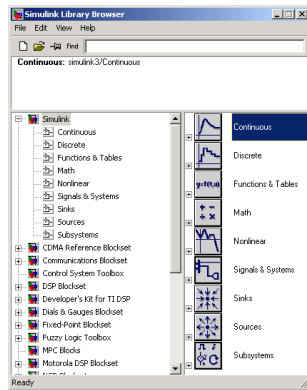 Simulink Library Browser
File Edit View Help
Find
Continuous: simulink3/Continuous
Simulink
Continuous
Discrete
Functions & Tables
Math
Nonlinear
Signals & Systems
Sinks
Sources
Subsystems
CDMA Reference Blockset
Communications Blockset
Control System Toolbox
DSP Blockset
Developer's Kit for TI DSP
Dials & Gauges Blockset
Fixed-Point Blockset
Fuzzy Logic Toolbox
MPC Blocks
Motorola DSP Blockset
Continuous
Discrete
y=f(t,u)
Functions & Tables
Math
Nonlinear
Signals & Systems
Sinks
Sources
Subsystems
Ready